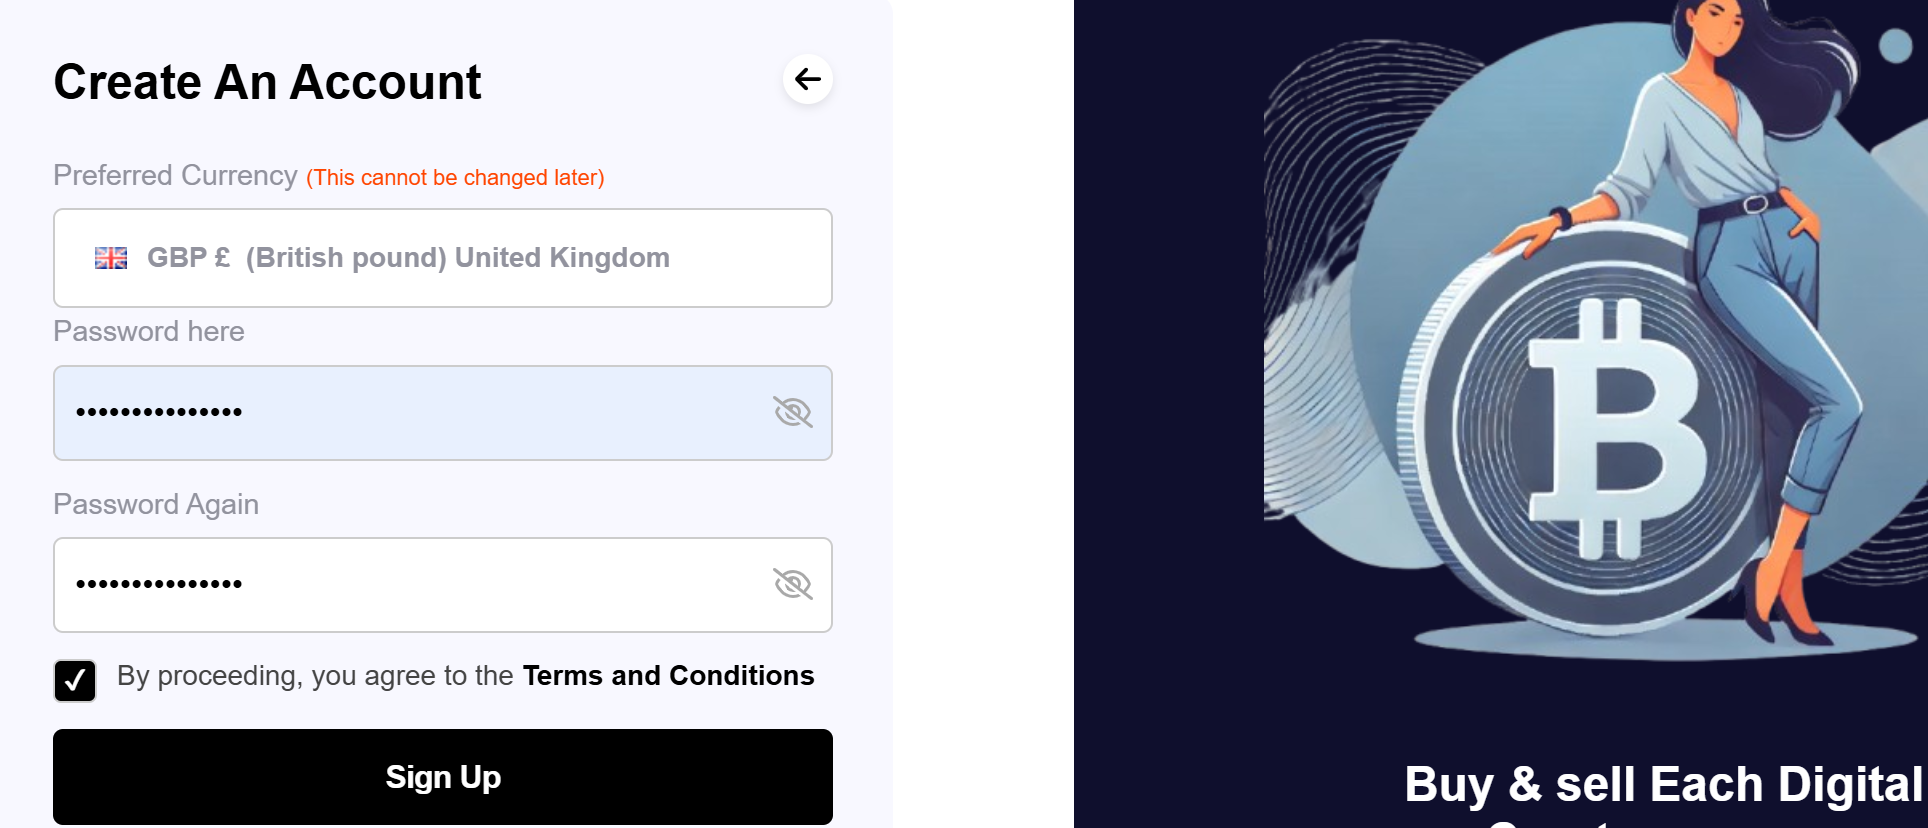 Create An Account
Preferred Currency (This cannot be changed later)
GBP £ (British pound) United Kingdom
Password here
•••••••••••••••
Password Again
•••••••••••••••
By proceeding, you agree to the Terms and Conditions
Sign Up
Buy & sell Each Digital